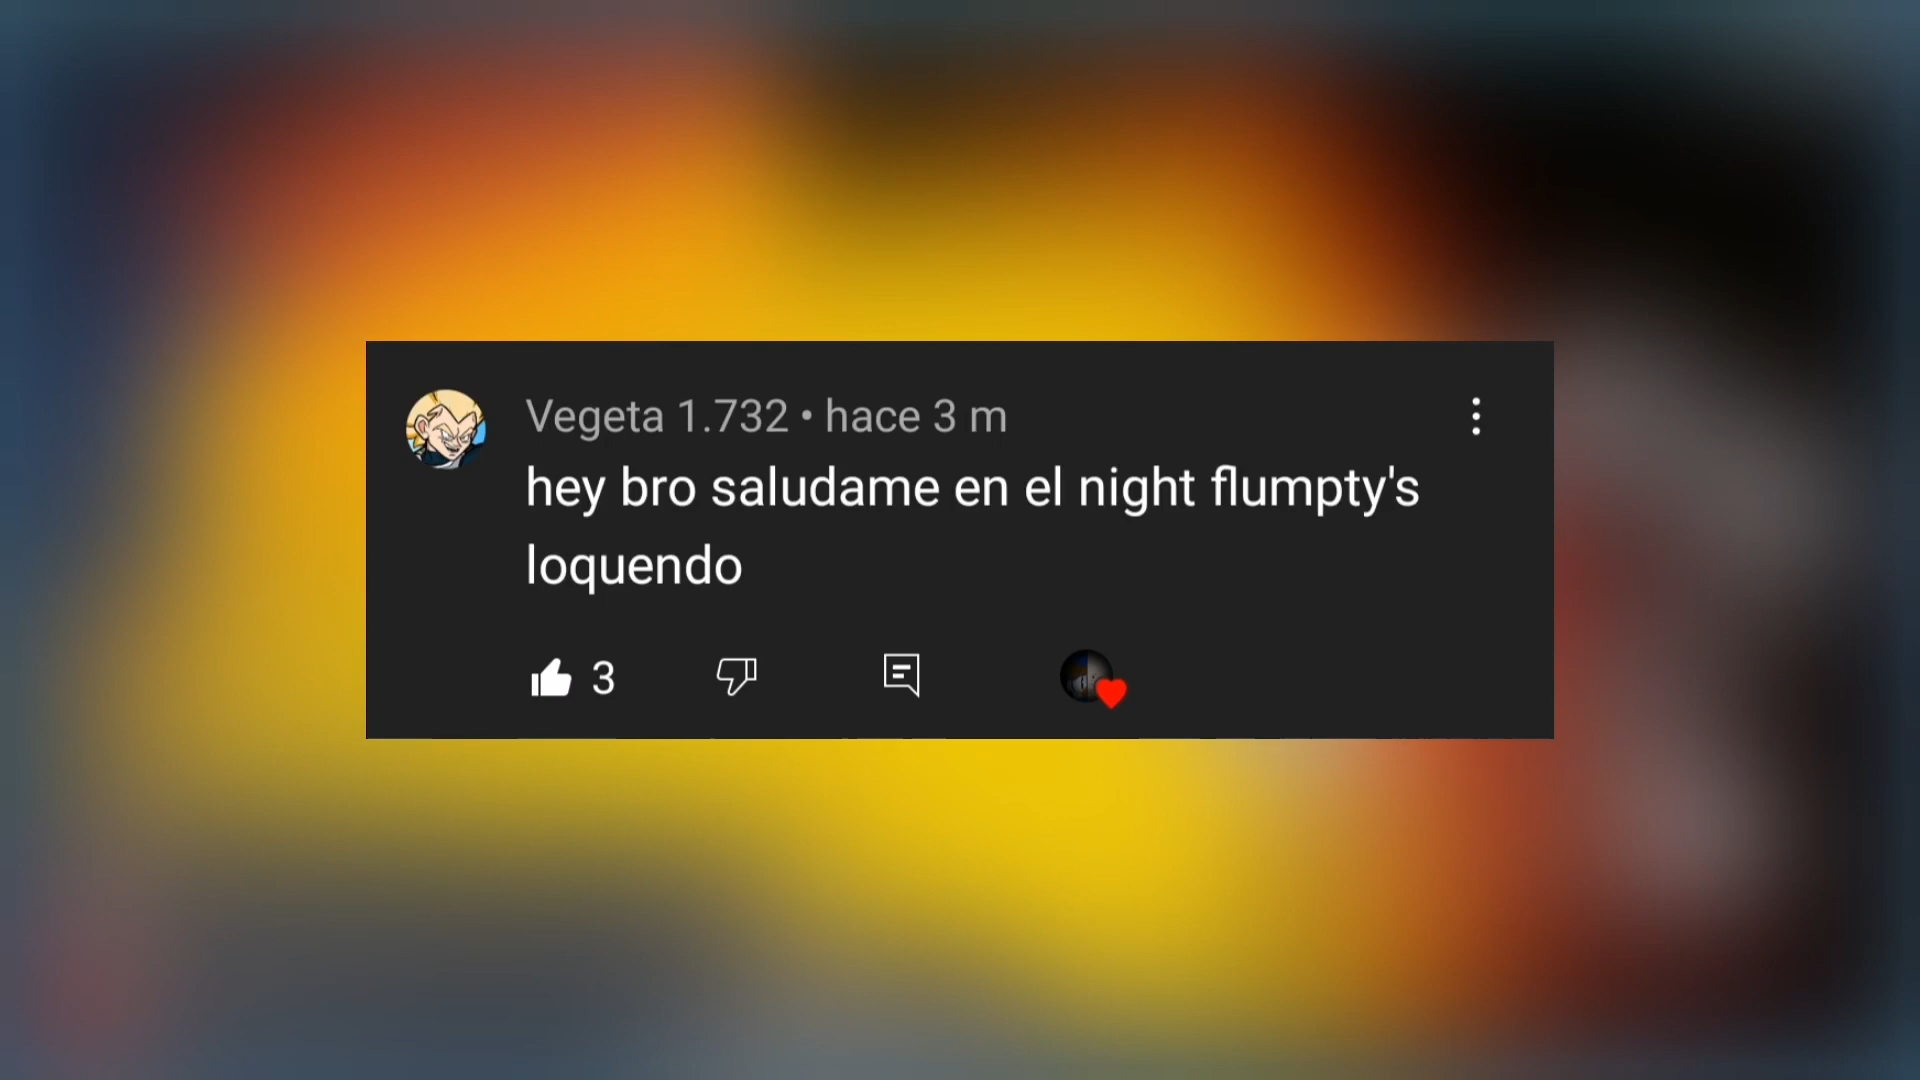 Vegeta 1.732 • hace 3 m
hey bro saludame en el night flumpty's
loquendo
3